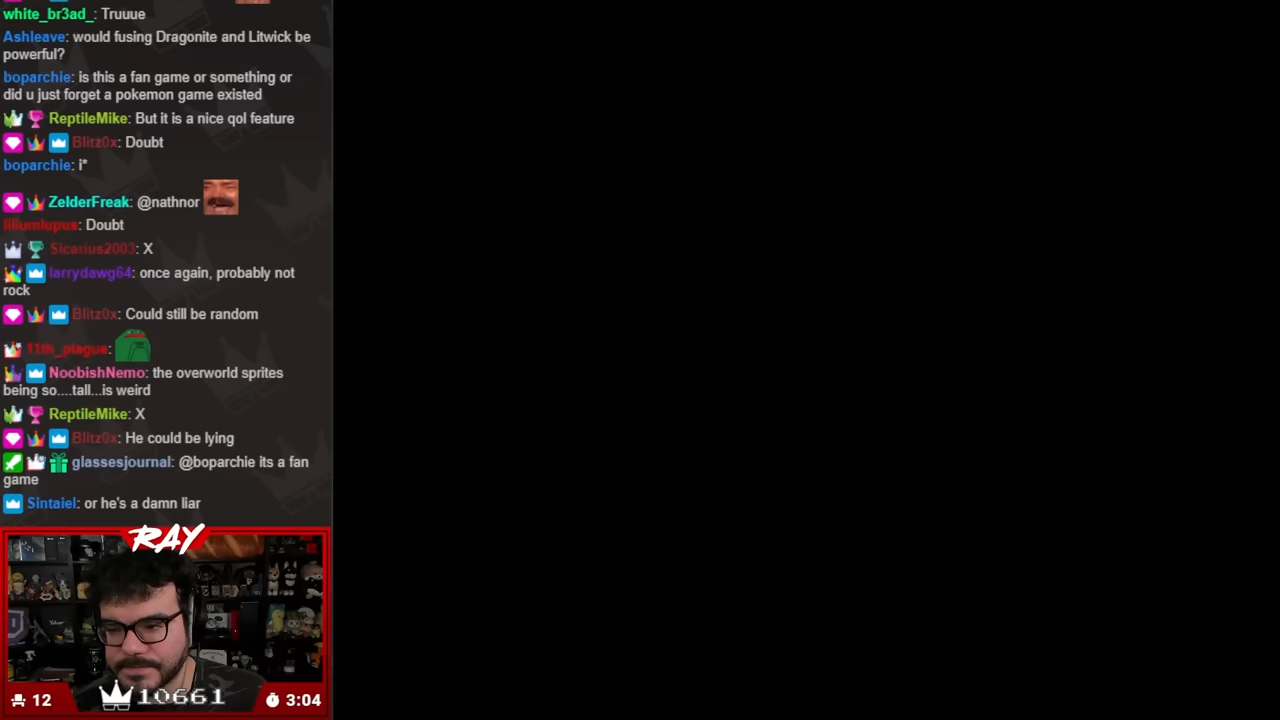 white_br3ad_: Truuue
Ashleave: would fusing Dragonite and Litwick be
powerful?
boparchie: is this a fan game or something or
did u just forget a pokemon game existed
ReptileMike: But it is a nice qol feature
Blitz0x: Doubt
boparchie: i*
ZelderFreak: @nathnor
liliumlupus: Doubt
Sicarius2003: X
larrydawg64: once again, probably not
rock
Blitz0x: Could still be random
11th_plague:
NoobishNemo: the overworld sprites
being so....tall...is weird
ReptileMike: X
Blitz0x: He could be lying
glassesjournal: @boparchie its a fan
game
Sintaiel: or he's a damn liar
RAY
12
10661
3:04